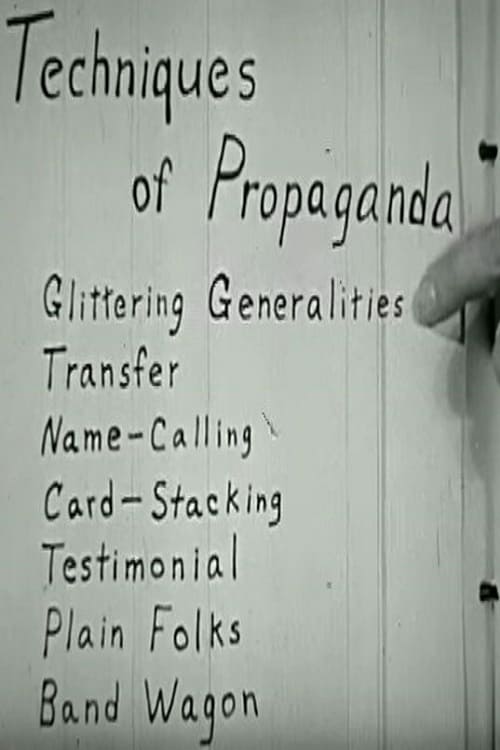 Techniques
of Propaganda
Glittering Generalities
Transfer
Name-Calling
Card-Stacking
Testimonial
Plain Folks
Band Wagon